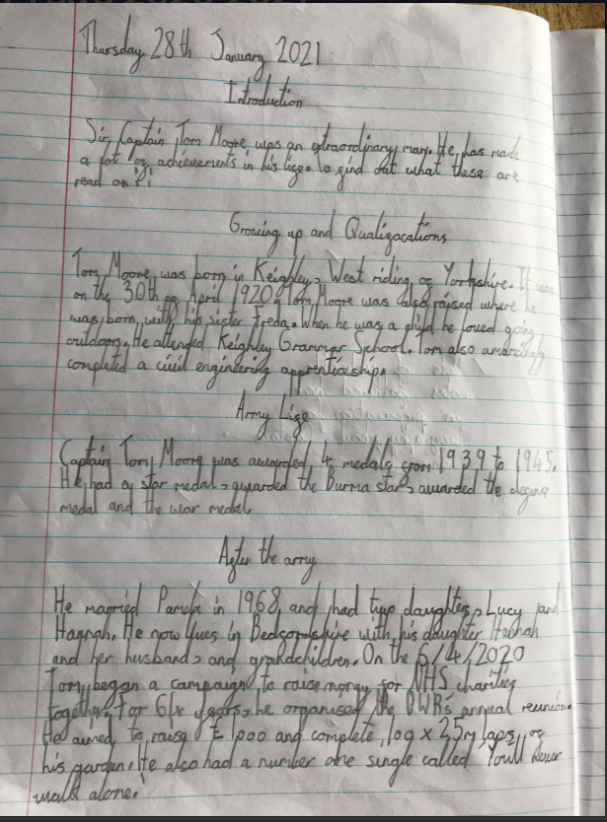 Thursday 28th January 2021
Introduction
Sir Captain Tom Moore was an extraordinary man. He has made
a lot of achievements in his life. To find out what these are
read on
Growing up and Qualifacations
Tom Moore was born in Keighley, West riding of Yorkshire. It was
on the 30th of April 1920. Tom Moore was also raised where he
was born, with his sister Freda. When he was a child he loved going
outdoors. He attended Keighley Grammar School. Tom also amazingly
completed a civil engineering apprenticeship.
Army Life
Captain Tom Moore was awarded 4 medals from 1939 to 1945.
He had a star medal, awarded the Burma star, awarded the defence
medal and the war medal.
After the army
He married Pamela in 1968 and had two daughters, Lucy and
Hannah. He now lives in Bedfordshire with his daughter Hannah
and her husband, and grandchildren. On the 6/4/2020
Tom began a campaign to raise money for NHS charities
together. For 64 years, he organised the DWR's annual reunion.
He aimed to raise £1000 and complete 100 x 25m laps, of
his garden. He also had a number one single called You'll Never
walk alone.